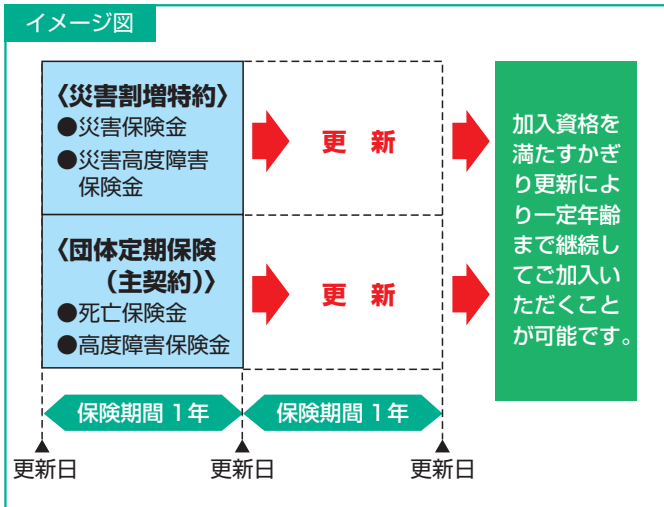 イメージ図
〈災害割増特約〉
●災害保険金
●災害高度障害
保険金
更 新
〈団体定期保険
（主契約）〉
●死亡保険金
●高度障害保険金
更 新
加入資格を
満たすかぎ
り更新によ
り一定年齢
まで継続し
てご加入い
ただくこと
が可能です。
保険期間 1年
保険期間 1年
更新日
更新日
更新日